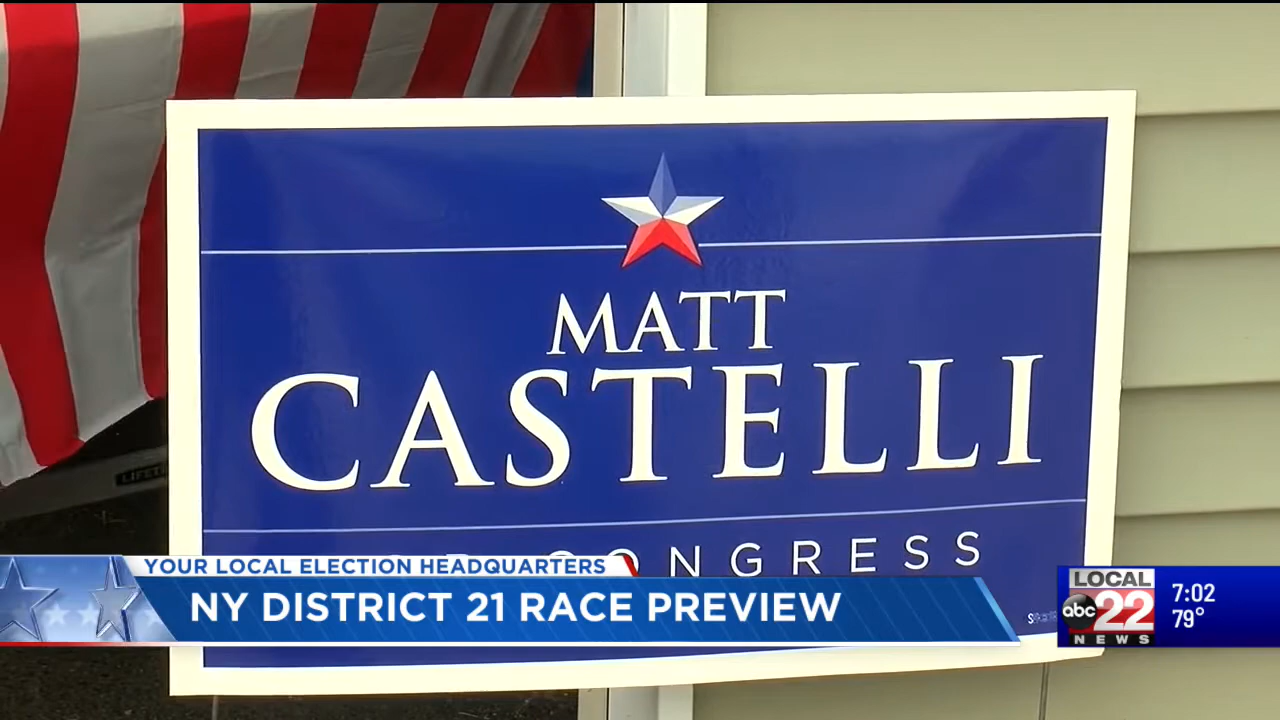 MATT
CASTELLI
CONGRESS
YOUR LOCAL ELECTION HEADQUARTERS
NY DISTRICT 21 RACE PREVIEW
LOCAL
abc 22
NEWS
7:02
79°